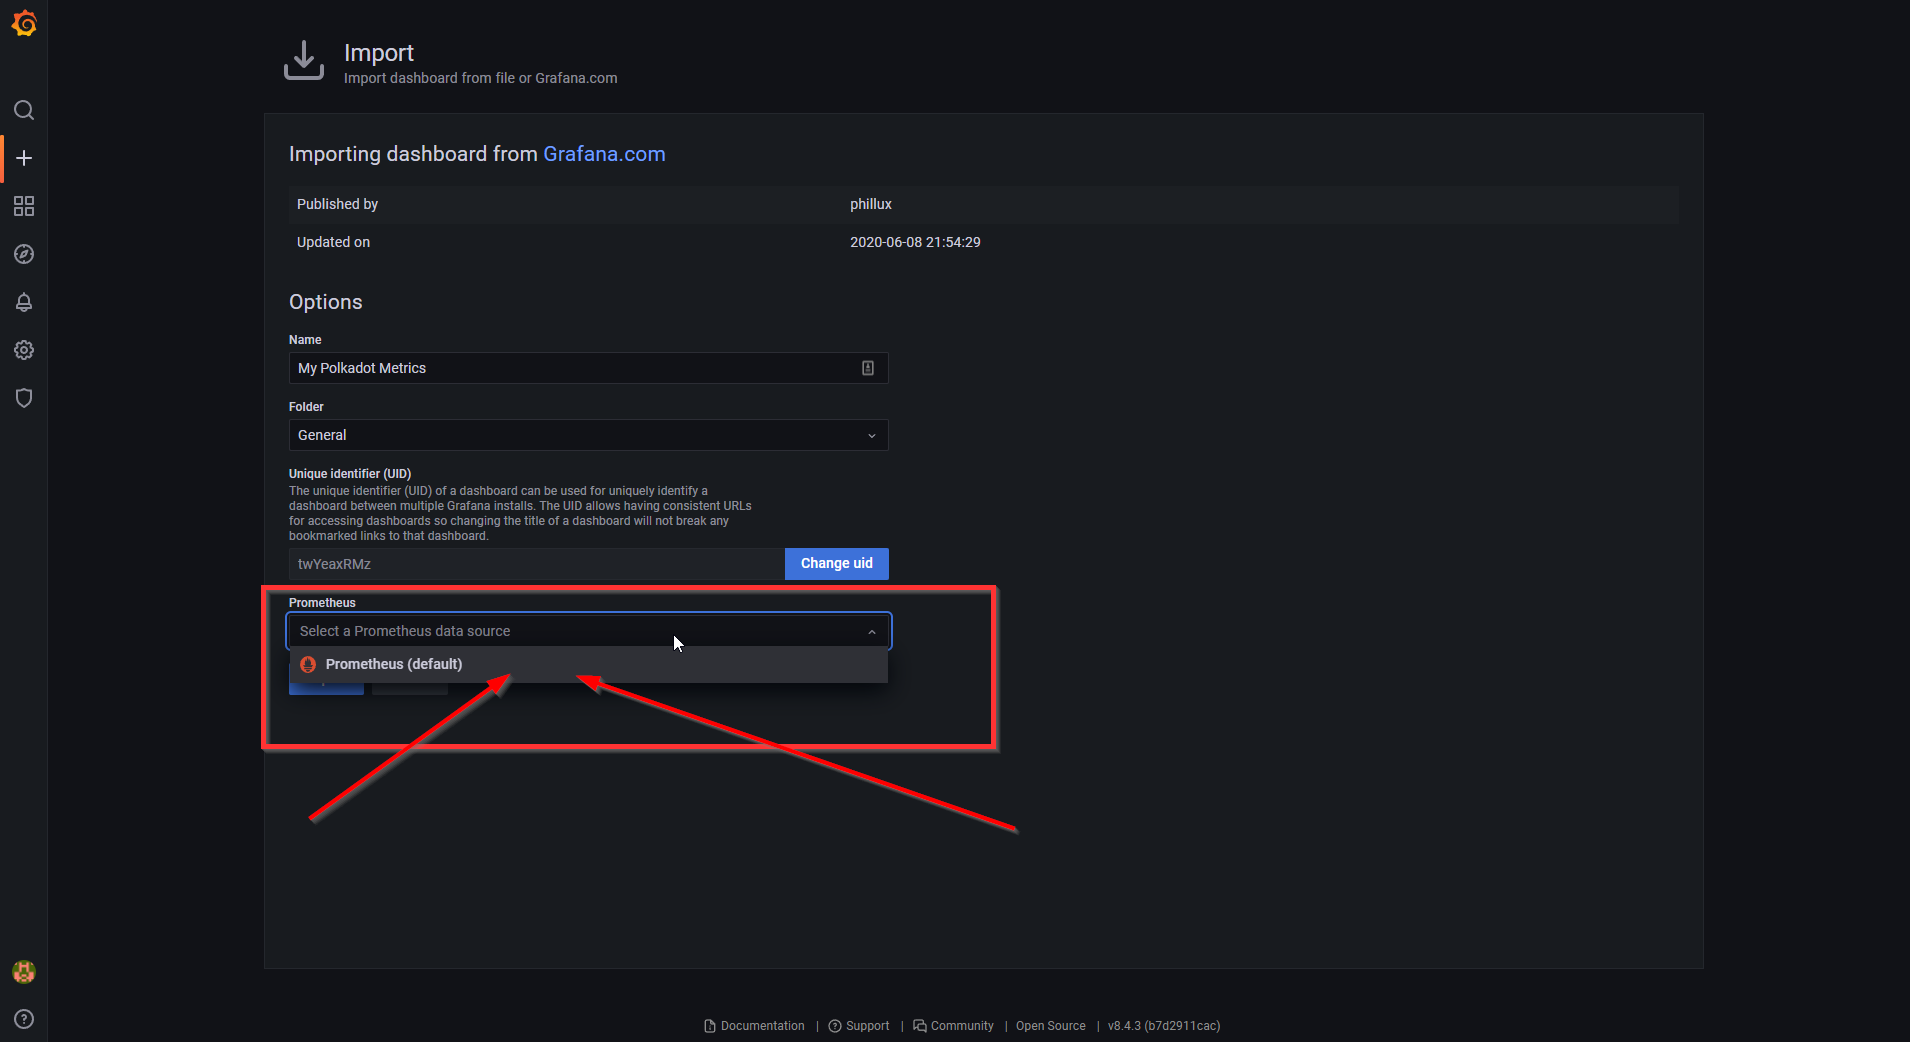 Import
Import dashboard from file or Grafana.com
Importing dashboard from Grafana.com
Published by phillux
Updated on 2020-06-08 21:54:29
Options
Name
My Polkadot Metrics
Folder
General
Unique identifier (UID)
The unique identifier (UID) of a dashboard can be used for uniquely identify a
dashboard between multiple Grafana installs. The UID allows having consistent URLs
for accessing dashboards so changing the title of a dashboard will not break any
bookmarked links to that dashboard.
twYeaxRMz
Change uid
Prometheus
Select a Prometheus data source
Prometheus (default)
Documentation | Support | Community | Open Source | v8.4.3 (b7d2911cac)